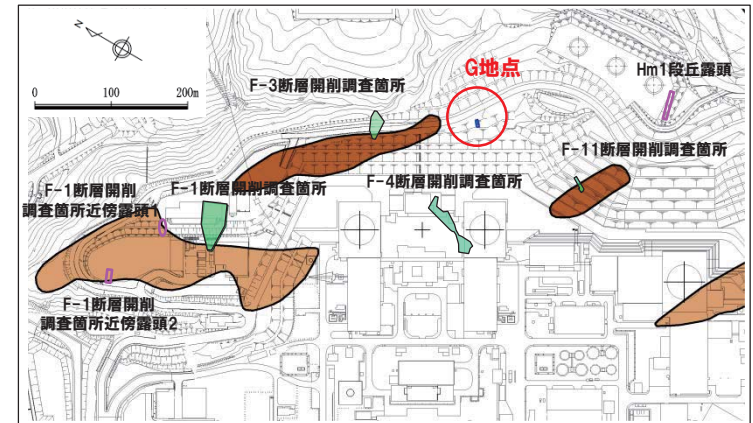 N
0
100
200m
F-3断層開削調査箇所
G地点
Hm1段丘露頭
F-11断層開削調査箇所
F-1断層開削
調査箇所近傍露頭1
F-1断層開削調査箇所
F-4断層開削調査箇所
F-1断層開削
調査箇所近傍露頭2